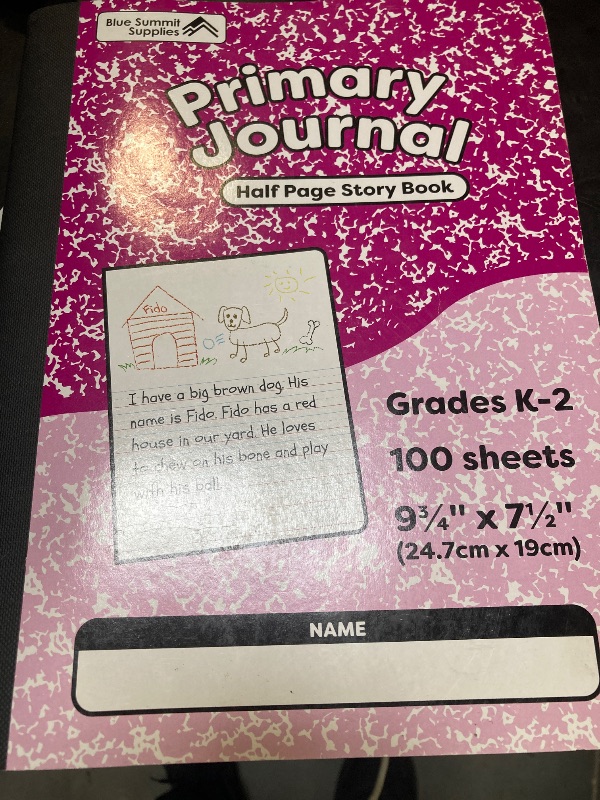 Blue Summit
Supplies
Primary
Journal
Half Page Story Book
Fido
I have a big brown dog. His
name is Fido. Fido has a red
house in our yard. He loves
to chew on his bone and play
with his ball.
Grades K-2
100 sheets
9¾" x 7½"
(24.7cm x 19cm)
NAME